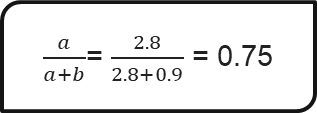 a/(a+b) = 2.8/(2.8+0.9) = 0.75